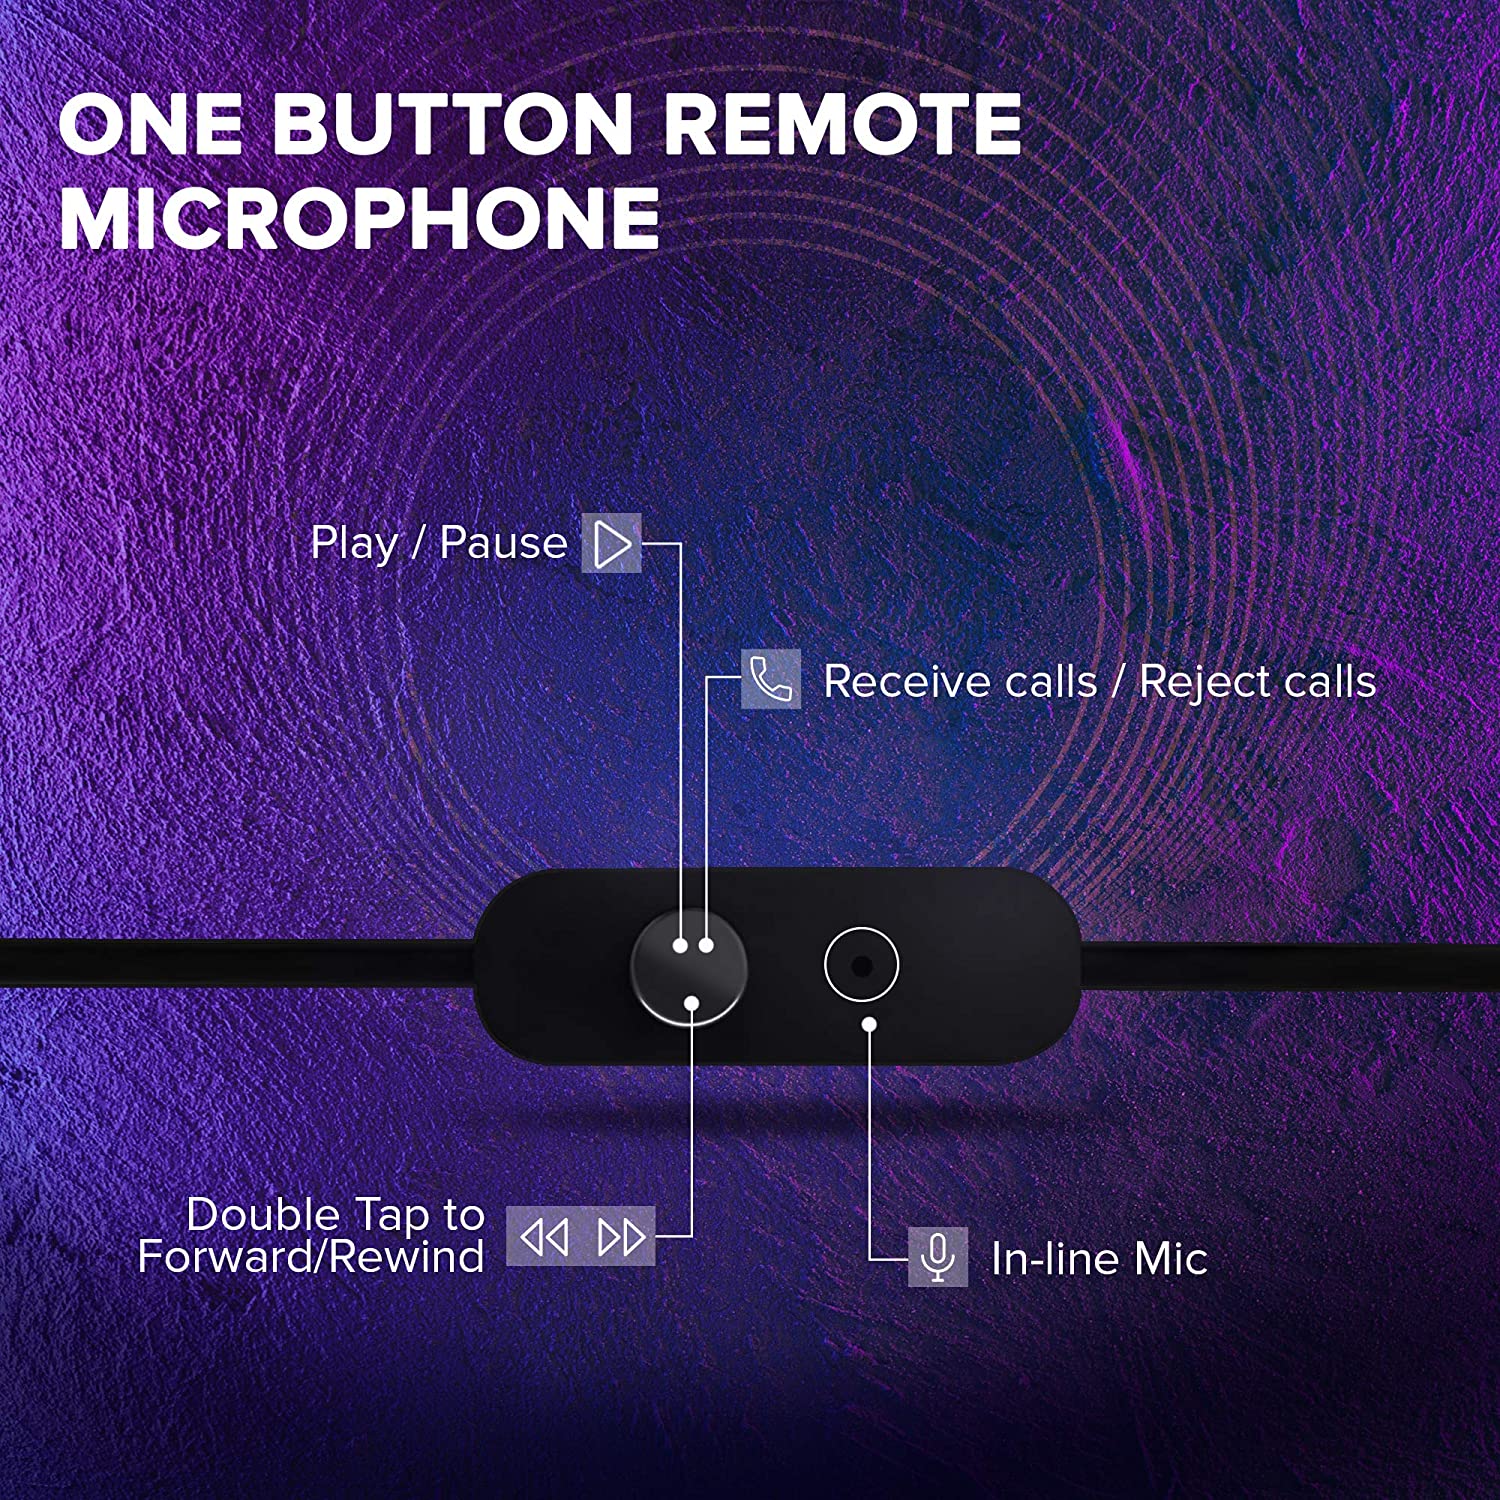 ONE BUTTON REMOTE
MICROPHONE
Play / Pause
Receive calls / Reject calls
Double Tap to
Forward/Rewind
In-line Mic